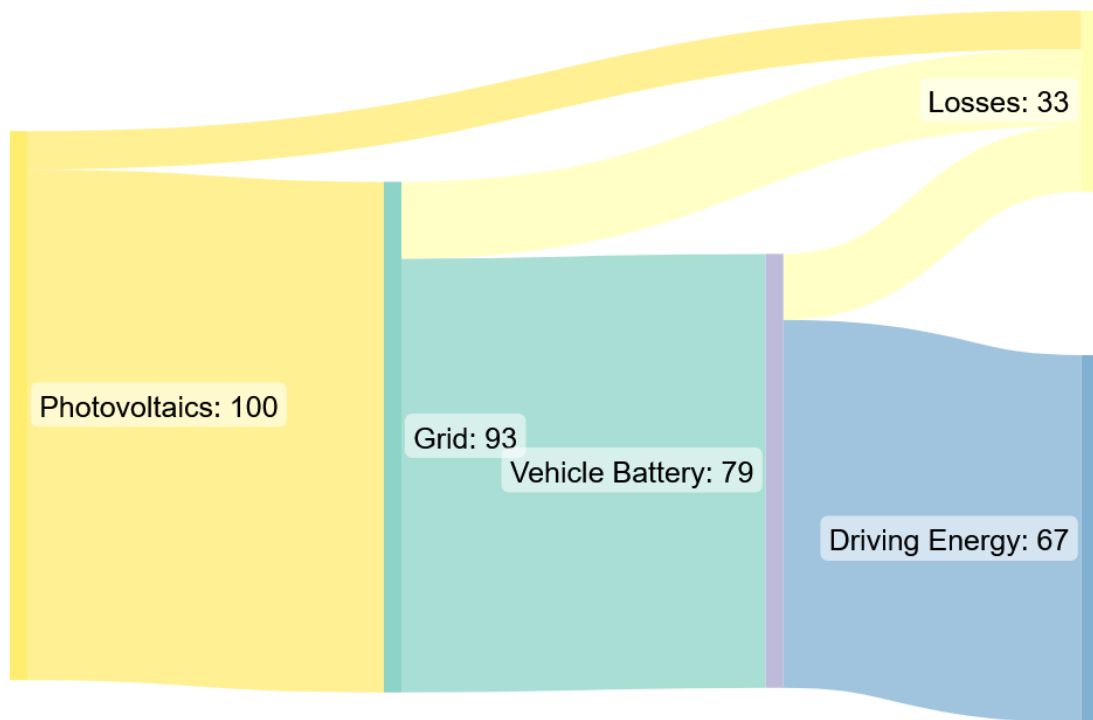 Losses: 33
Photovoltaics: 100
Grid: 93
Vehicle Battery: 79
Driving Energy: 67